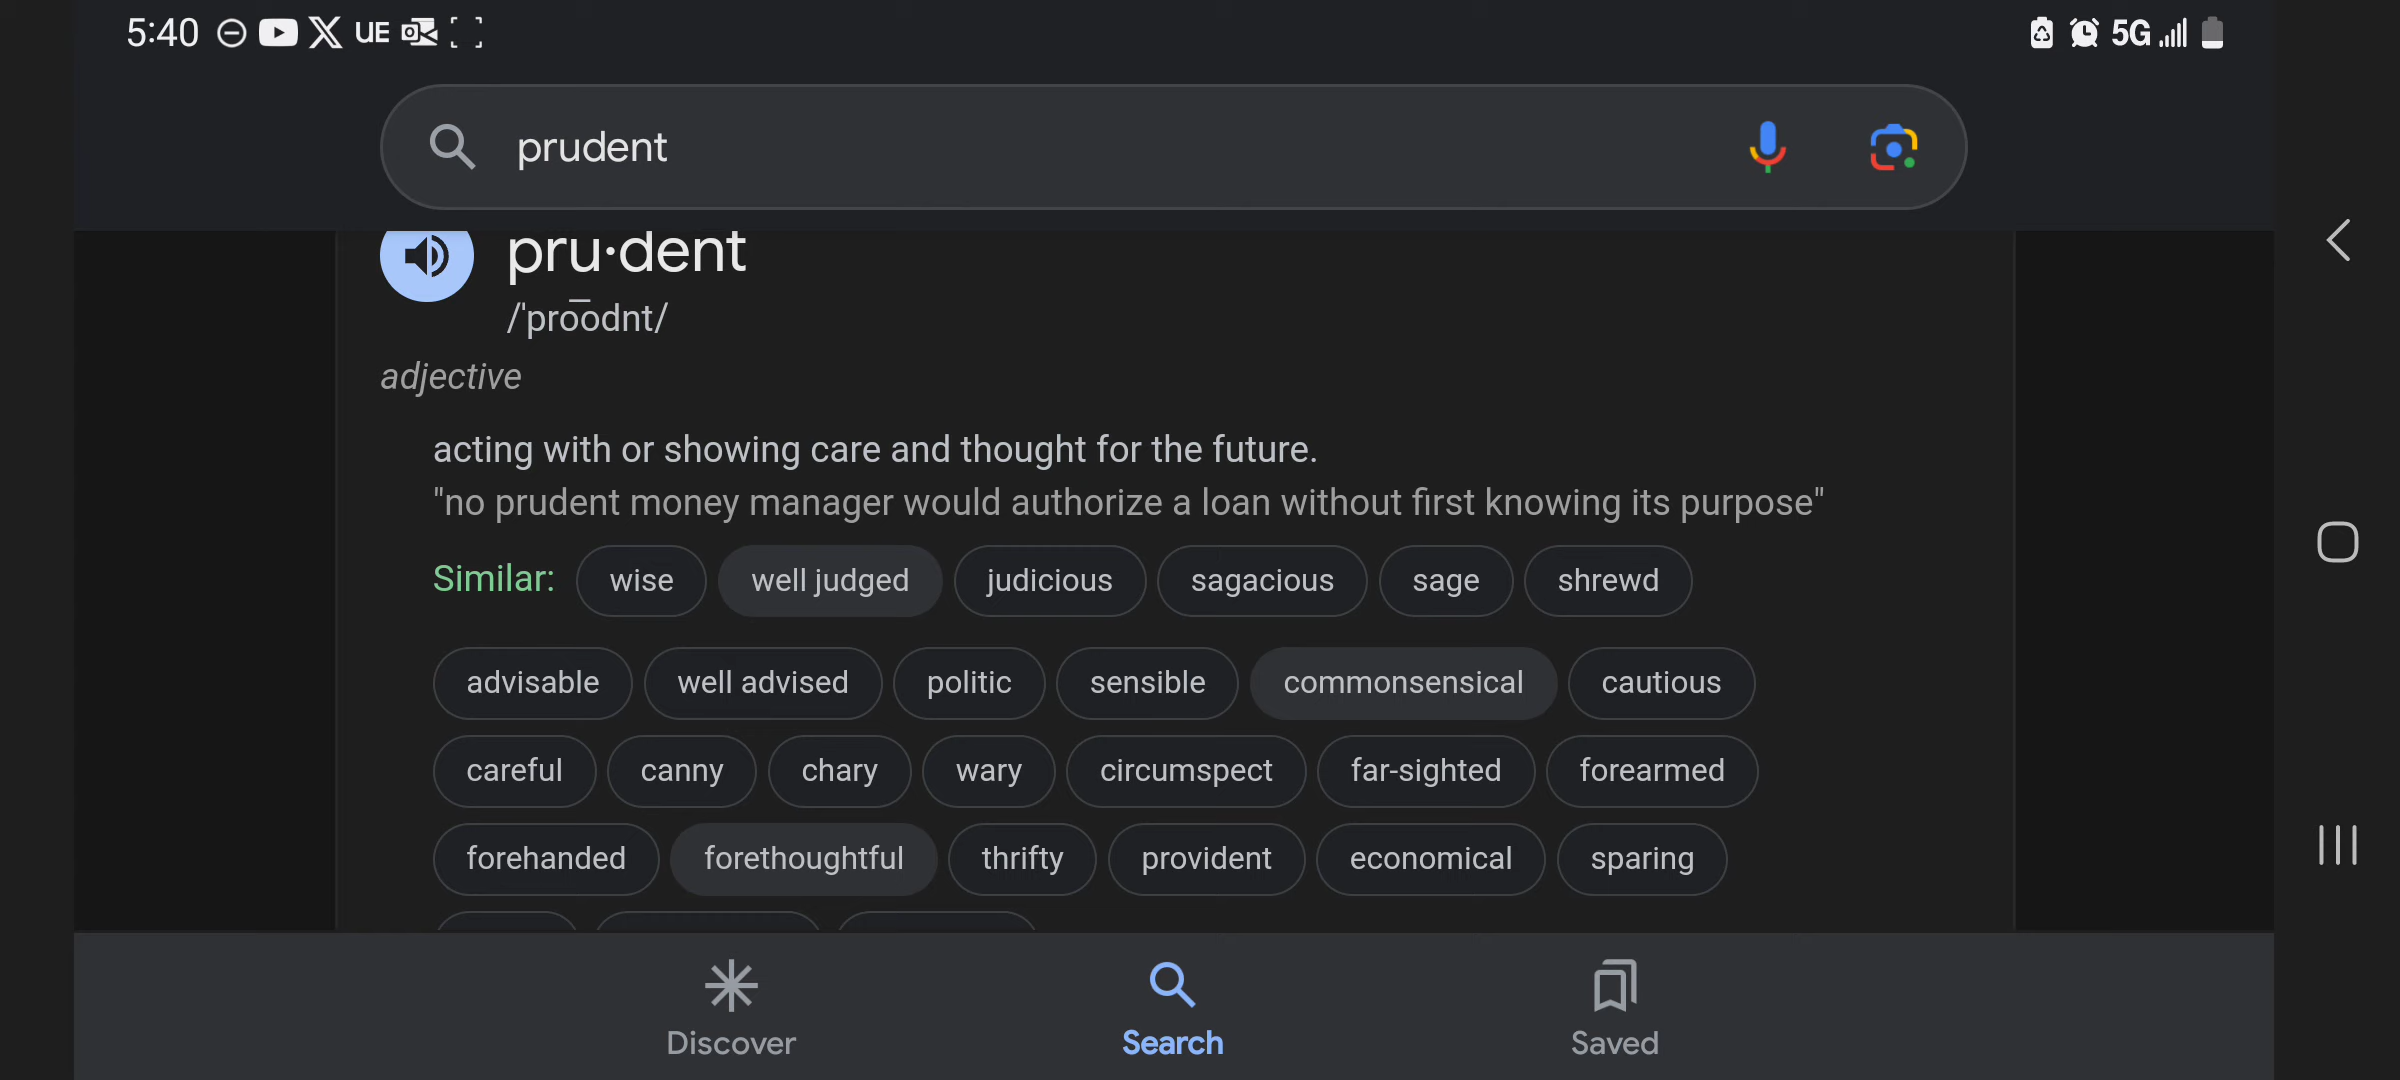 5:40 UE 5G
prudent
pru·dent
/ˈpro͞odnt/
adjective
acting with or showing care and thought for the future.
"no prudent money manager would authorize a loan without first knowing its purpose"
Similar: wise well judged judicious sagacious sage shrewd
advisable well advised politic sensible commonsensical cautious
careful canny chary wary circumspect far-sighted forearmed
forehanded forethoughtful thrifty provident economical sparing
Discover Search Saved